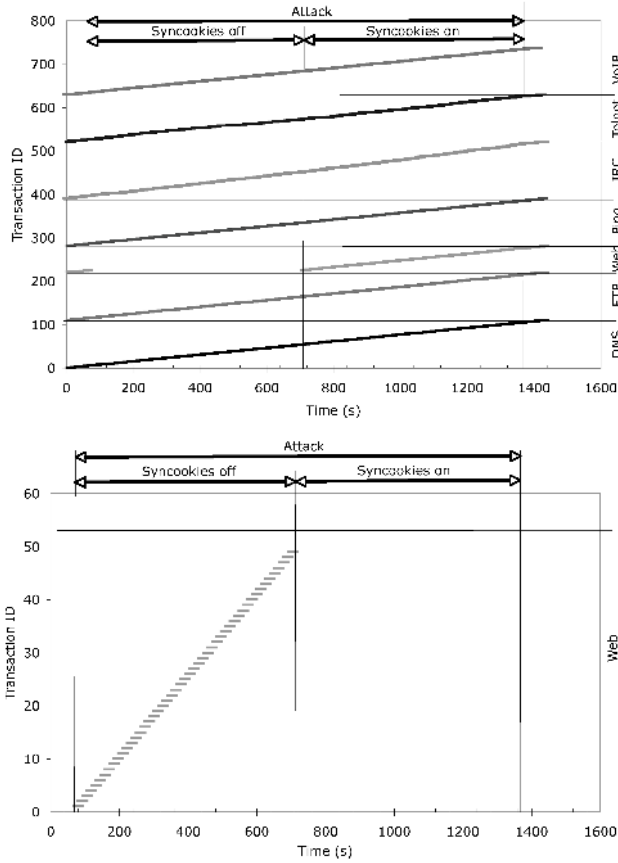 Attack
Syncookies off
Syncookies on
800
700
600
500
400
300
200
100
0
Transaction ID
VoIP
Telnet
IRC
Ping
Web
FTP
DNS
0
200
400
600
800
1000
1200
1400
1600
Time (s)
Attack
Syncookies off
Syncookies on
60
50
40
30
20
10
0
Transaction ID
Web
0
200
400
600
800
1000
1200
1400
1600
Time (s)